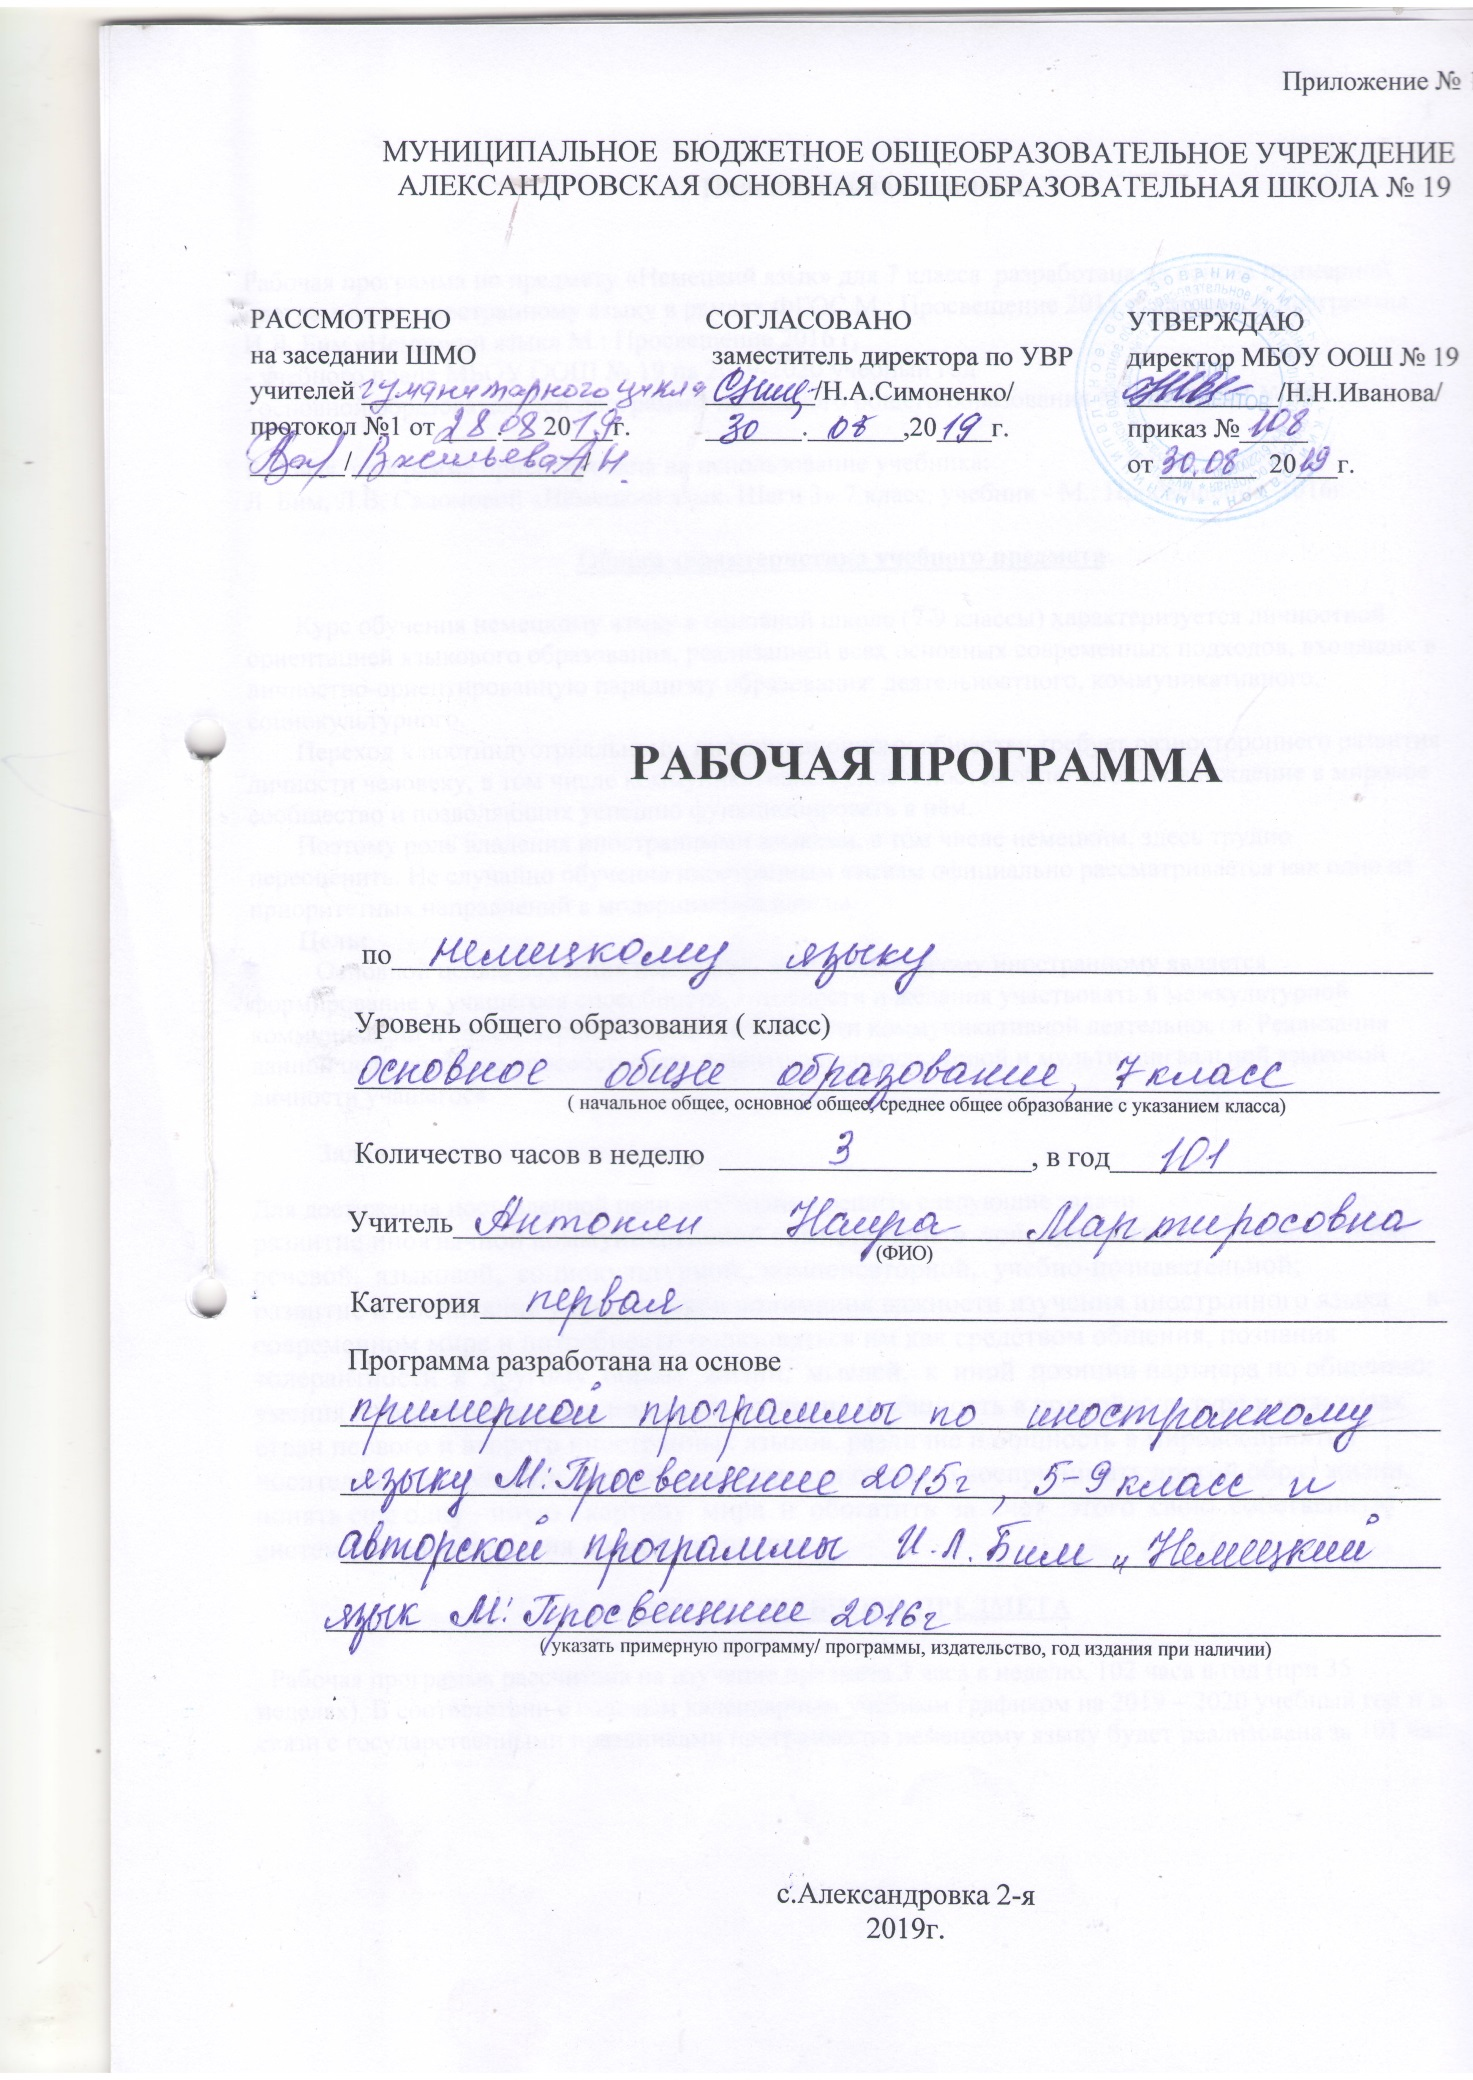 Приложение №
МУНИЦИПАЛЬНОЕ БЮДЖЕТНОЕ ОБЩЕОБРАЗОВАТЕЛЬНОЕ УЧРЕЖДЕНИЕ
АЛЕКСАНДРОВСКАЯ ОСНОВНАЯ ОБЩЕОБРАЗОВАТЕЛЬНАЯ ШКОЛА № 19
РАССМОТРЕНО
на заседании ШМО
учителей гуманитарного цикла
протокол №1 от 28.08 2019г.
/ Васильева А.Н. /
СОГЛАСОВАНО
заместитель директора по УВР
/Н.А.Симоненко/
30.08,2019 г.
УТВЕРЖДАЮ
директор МБОУ ООШ № 19
/Н.Н.Иванова/
приказ № 108
от 30.08 2019 г.
РАБОЧАЯ ПРОГРАММА
по немецкому языку
Уровень общего образования ( класс)
основное общее образование, 7 класс
( начальное общее, основное общее, среднее общее образование с указанием класса)
Количество часов в неделю 3, в год 101
Учитель Антонян Наира Мартиросовна
(ФИО)
Категория первая
Программа разработана на основе
примерной программы по иностранному
языку М: Просвещение 2015г, 5-9 класс и
авторской программы И.Л. Бим „Немецкий
язык М: Просвещение 2016г
( указать примерную программу/ программы, издательство, год издания при наличии)
с.Александровка 2-я
2019г.